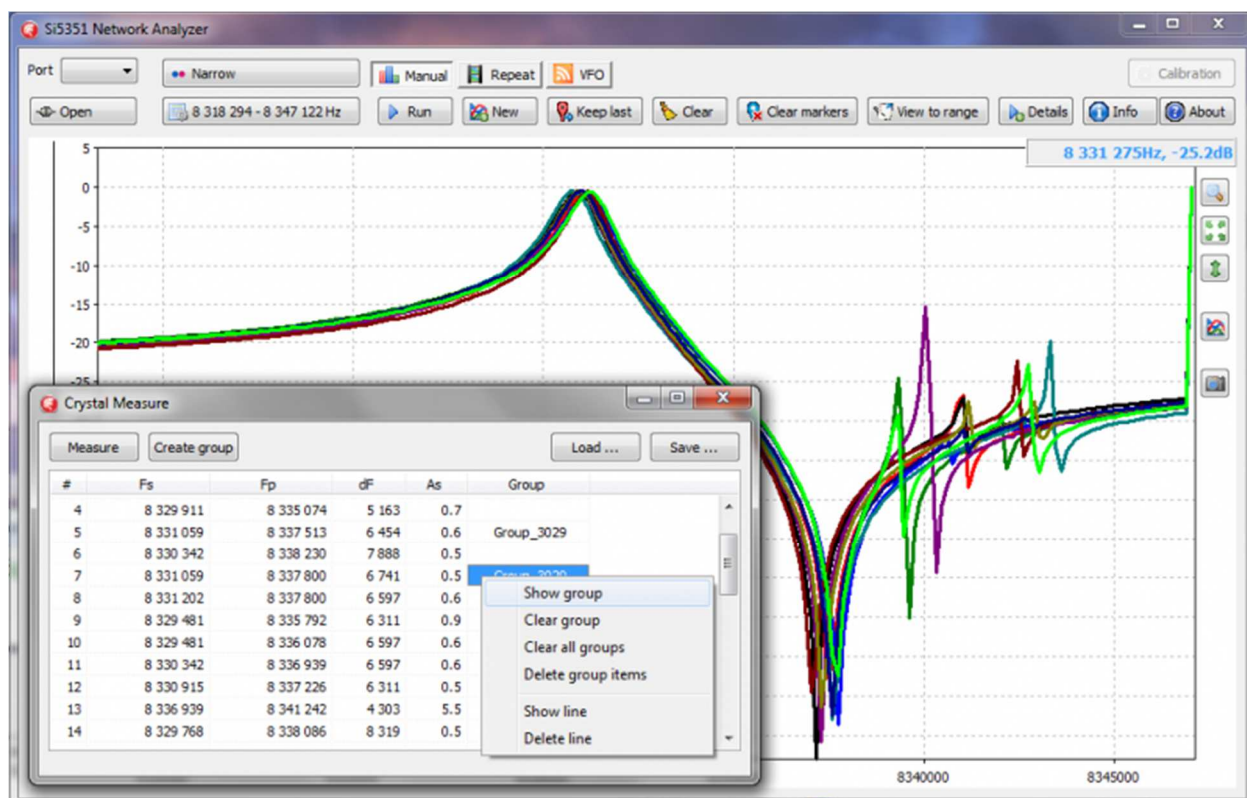 Si5351 Network Analyzer
Port Narrow Manual Repeat VFO Calibration
Open 8 318 294 - 8 347 122 Hz Run New Keep last Clear Clear markers View to range Details Info About
8 331 275Hz, -25.2dB
5
0
-5
-10
-15
-20
-25
Crystal Measure
Measure Create group Load ... Save ...
# Fs Fp dF As Group
4 8 329 911 8 335 074 5 163 0.7
5 8 331 059 8 337 513 6 454 0.6 Group_3029
6 8 330 342 8 338 230 7 888 0.5
7 8 331 059 8 337 800 6 741 0.5
8 8 331 202 8 337 800 6 597 0.6
9 8 329 481 8 335 792 6 311 0.9
10 8 329 481 8 336 078 6 597 0.6
11 8 330 342 8 336 939 6 597 0.6
12 8 330 915 8 337 226 6 311 0.5
13 8 336 939 8 341 242 4 303 5.5
14 8 329 768 8 338 086 8 319 0.5
Show group
Clear group
Clear all groups
Delete group items
Show line
Delete line
8340000 8345000